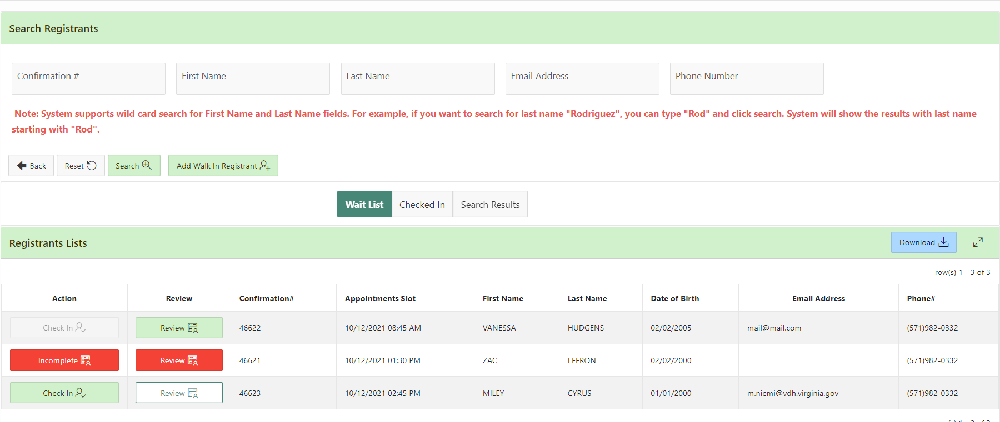 Search Registrants
Confirmation # First Name Last Name Email Address Phone Number
Note: System supports wild card search for First Name and Last Name fields. For example, if you want to search for last name "Rodriguez", you can type "Rod" and click search. System will show the results with last name
starting with "Rod".
Back Reset Search Add Walk In Registrant
Wait List Checked In Search Results
Registrants Lists Download
row(s) 1 - 3 of 3
Action Review Confirmation# Appointments Slot First Name Last Name Date of Birth Email Address Phone#
Check In Review 46622 10/12/2021 08:45 AM VANESSA HUDGENS 02/02/2005 mail@mail.com (571)982-0332
Incomplete Review 46621 10/12/2021 01:30 PM ZAC EFFRON 02/02/2000 (571)982-0332
Check In Review 46623 10/12/2021 02:45 PM MILEY CYRUS 01/01/2000 m.niemi@vdh.virginia.gov (571)982-0332